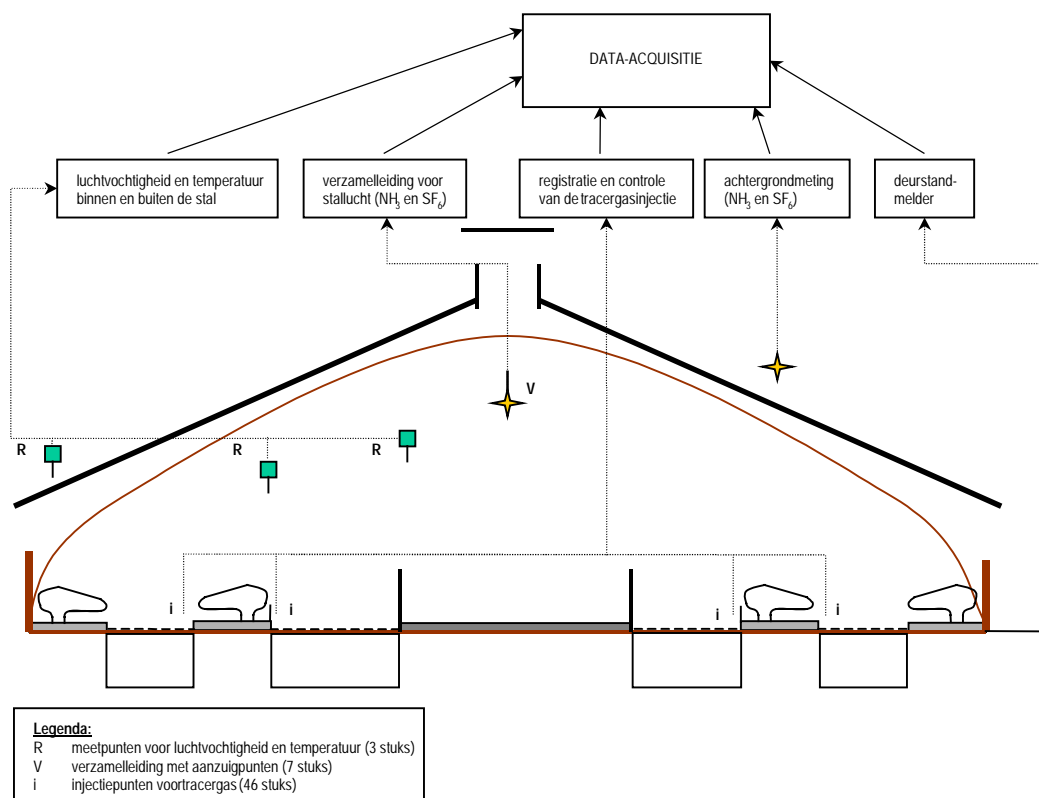 DATA-ACQUISITIE
luchtvochtigheid en temperatuur
binnen en buiten de stal
verzamelleiding voor
stallucht (NH3 en SF6)
registratie en controle
van de tracergasinjectie
achtergrondmeting
(NH3 en SF6)
deurstand-
melder
V
R
R
R
i
i
i
i
Legenda:
R meetpunten voor luchtvochtigheid en temperatuur (3 stuks)
V verzamelleiding met aanzuigpunten (7 stuks)
i injectiepunten voortracergas (46 stuks)